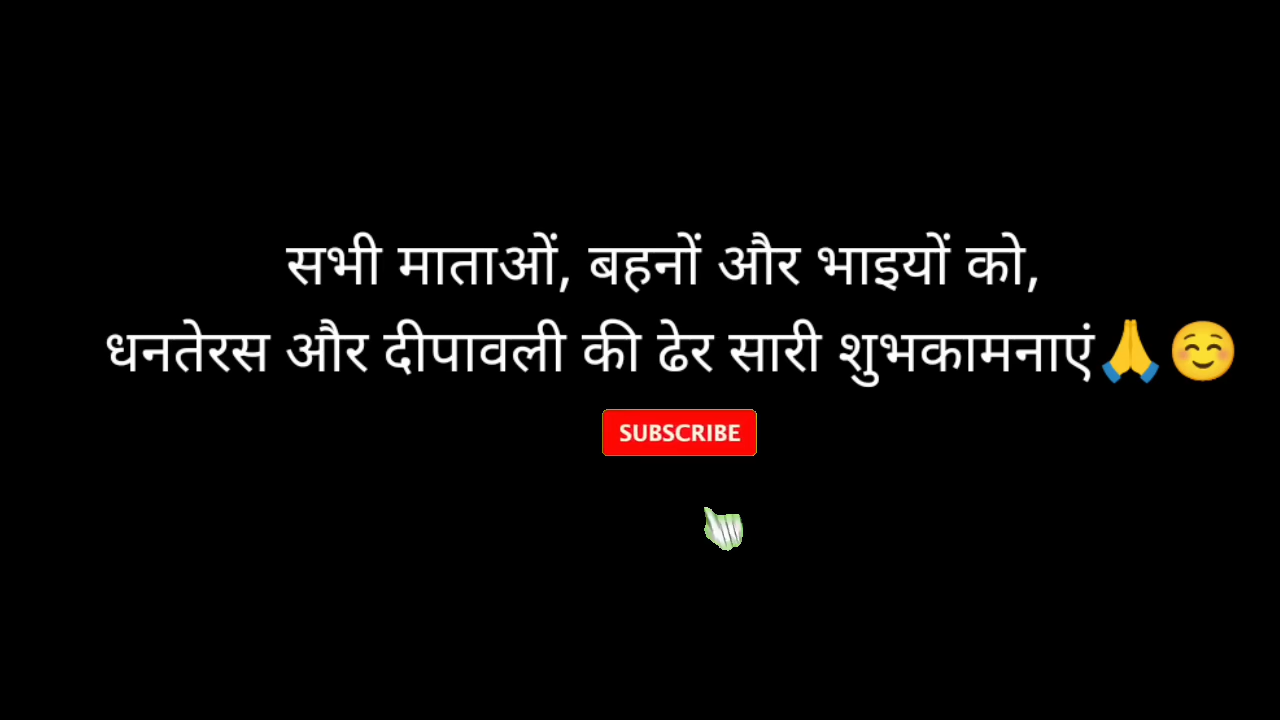 सभी माताओं, बहनों और भाइयों को,
धनतेरस और दीपावली की ढेर सारी शुभकामनाएं🙏☺️
SUBSCRIBE